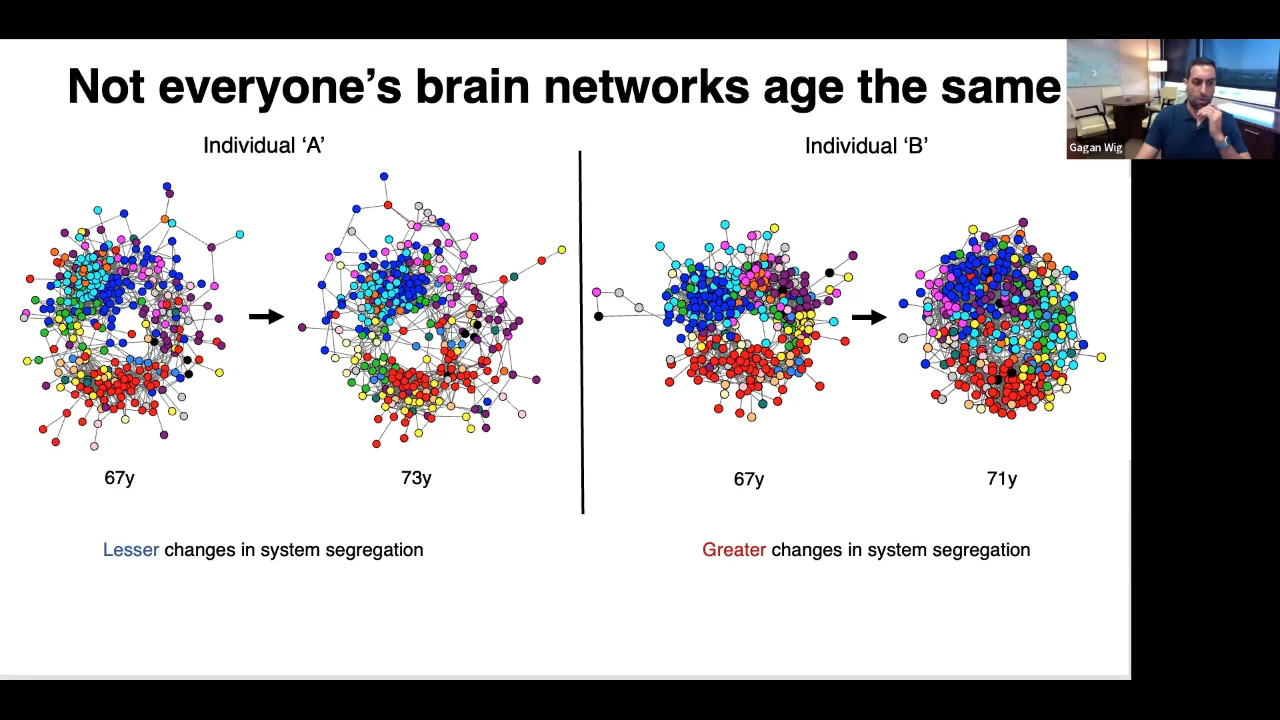 Not everyone’s brain networks age the same
Individual ‘A’
Individual ‘B’
Gagan Wig
67y
73y
67y
71y
Lesser changes in system segregation
Greater changes in system segregation